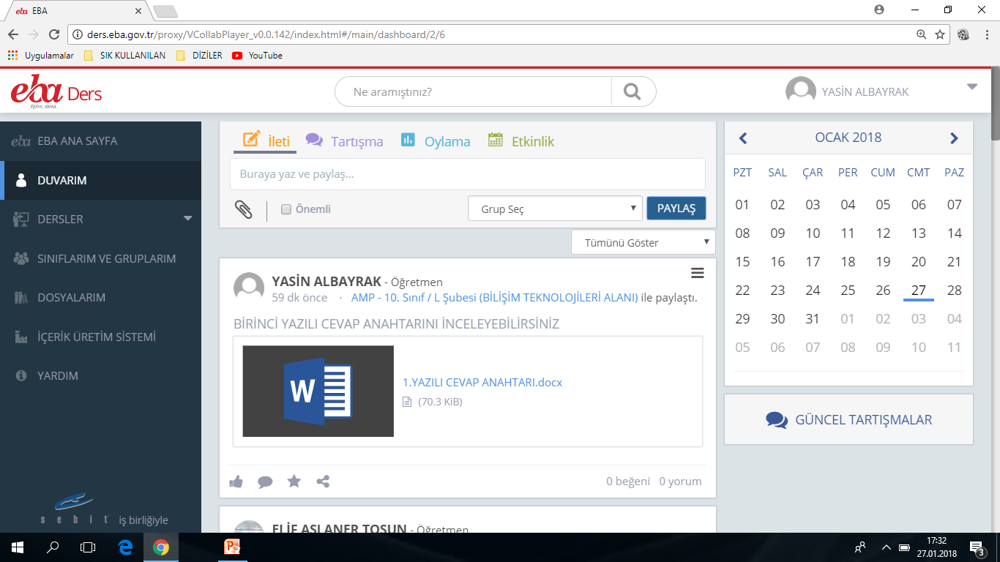 eba EBA
ders.eba.gov.tr/proxy/VCollabPlayer_v0.0.142/index.html#/main/dashboard/2/6
Uygulamalar SIK KULLANILAN DİZİLER YouTube
eba Ders
Eğitim, daima...
Ne aramıştınız?
YASİN ALBAYRAK
eba EBA ANA SAYFA
DUVARIM
DERSLER
SINIFLARIM VE GRUPLARIM
DOSYALARIM
İÇERİK ÜRETİM SİSTEMİ
YARDIM
sebit iş birliğiyle
İleti Tartışma Oylama Etkinlik
Buraya yaz ve paylaş...
Önemli Grup Seç PAYLAŞ
Tümünü Göster
YASİN ALBAYRAK - Öğretmen
59 dk önce · AMP - 10. Sınıf / L Şubesi (BİLİŞİM TEKNOLOJİLERİ ALANI) ile paylaştı.
BİRİNCİ YAZILI CEVAP ANAHTARINI İNCELEYEBİLİRSİNİZ
W
1.YAZILI CEVAP ANAHTARI.docx
(70.3 KiB)
0 beğeni 0 yorum
ELİF ASLANER TOSUN - Öğretmen
OCAK 2018
PZT SAL ÇAR PER CUM CMT PAZ
01 02 03 04 05 06 07
08 09 10 11 12 13 14
15 16 17 18 19 20 21
22 23 24 25 26 27 28
29 30 31 01 02 03 04
05 06 07 08 09 10 11
GÜNCEL TARTIŞMALAR
17:32
27.01.2018
3